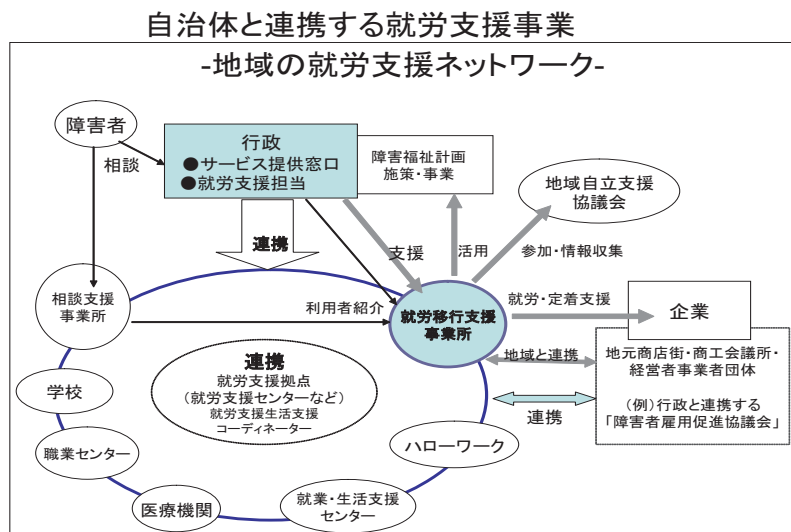 自治体と連携する就労支援事業
-地域の就労支援ネットワーク-
障害者
相談
行政
●サービス提供窓口
●就労支援担当
障害福祉計画
施策・事業
地域自立支援
協議会
連携
支援
活用
参加・情報収集
相談支援
事業所
利用者紹介
就労移行支援
事業所
就労・定着支援
企業
地域と連携
地元商店街・商工会議所・
経営者事業者団体
(例)行政と連携する
「障害者雇用促進協議会」
連携
連携
就労支援拠点
(就労支援センターなど)
就労支援生活支援
コーディネーター
学校
職業センター
医療機関
就業・生活支援
センター
ハローワーク